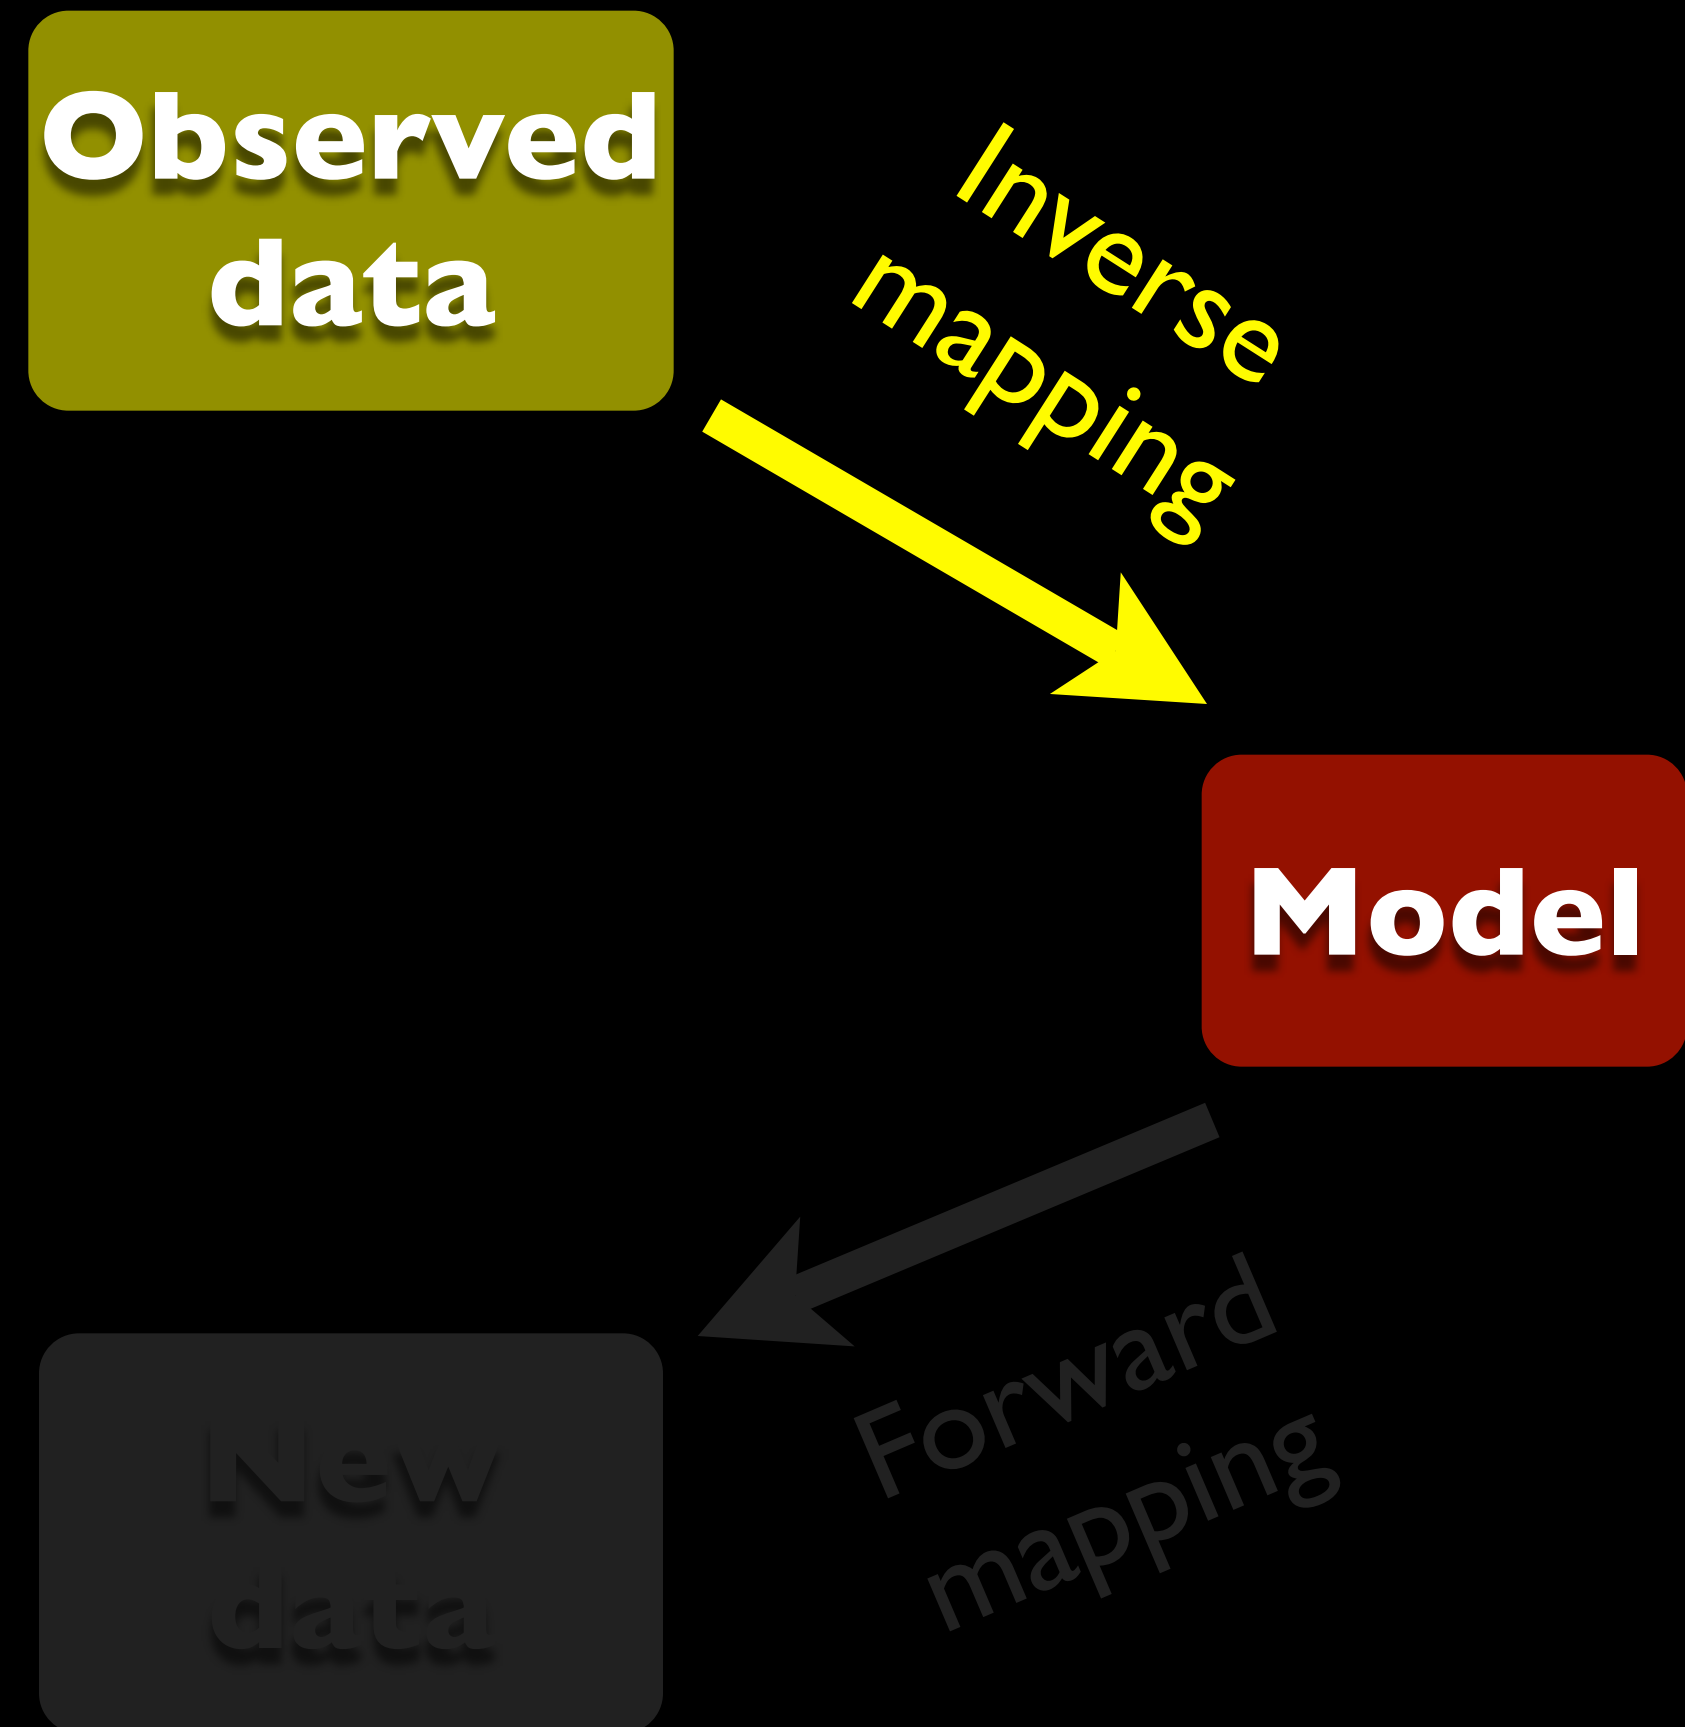 Observed
data
Inverse
mapping
Model
Forward
mapping
New
data